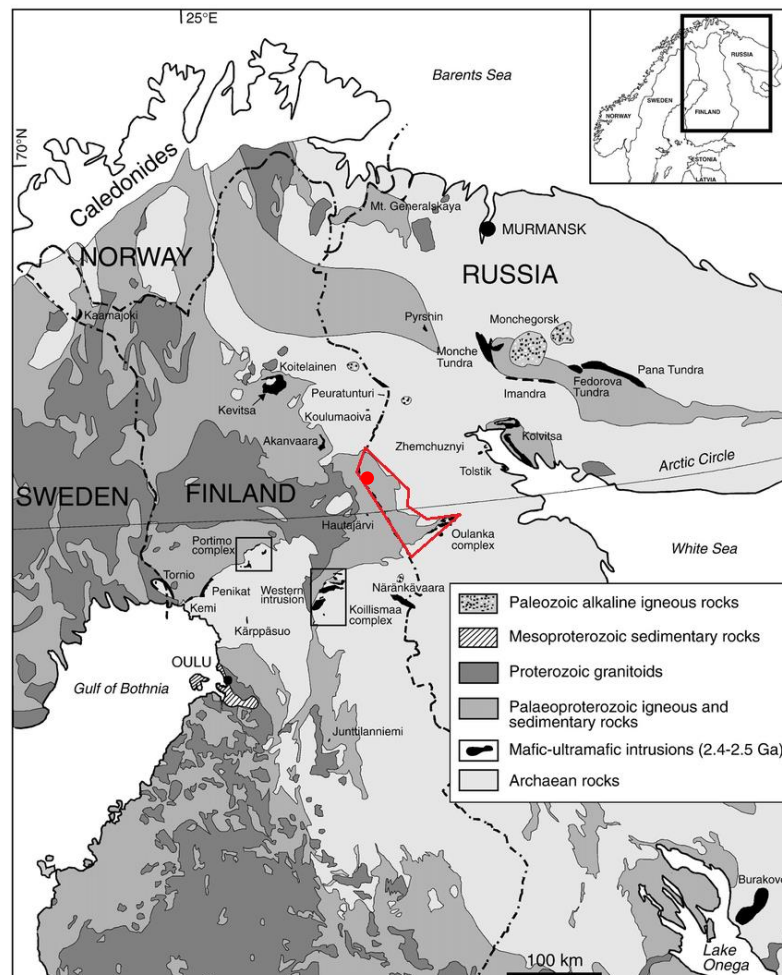 25°E
Barents Sea
RUSSIA
SWEDEN
NORWAY
FINLAND
ESTONIA
LATVIA
70°N
Caledonides
Mt. Generalskaya
MURMANSK
NORWAY
RUSSIA
Kaamajoki
Pyrshin
Monchegorsk
Monche
Tundra
Koitelainen
Pana Tundra
Fedorova
Tundra
Peuratunturi
Kevitsa
Koulumaoiva
Imandra
Akanvaara
Zhemchuznyi
Kolvitsa
Tolstik
Arctic Circle
SWEDEN
FINLAND
Hautajärvi
Oulanka
complex
Portimo
complex
White Sea
Tornio
Penikat
Western
intrusion
Näränkävaara
Kemi
Koillismaa
complex
Kärppäsuo
OULU
Gulf of Bothnia
Junttilanniemi
Paleozoic alkaline igneous rocks
Mesoproterozoic sedimentary rocks
Proterozoic granitoids
Palaeoproterozoic igneous and
sedimentary rocks
Mafic-ultramafic intrusions (2.4-2.5 Ga)
Archaean rocks
Lake
Onega
100 km